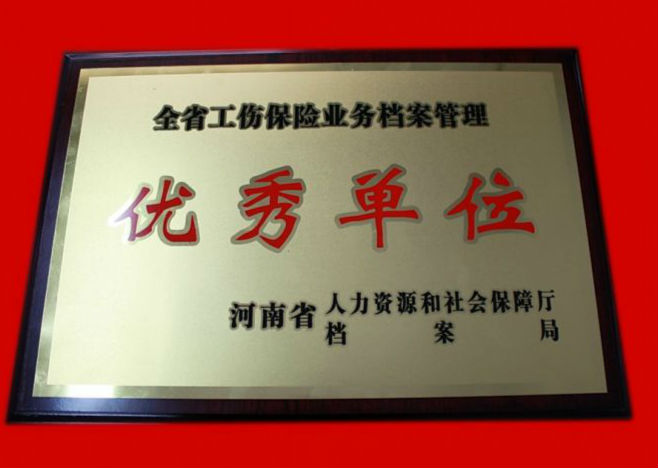 全省工伤保险业务档案管理
优秀单位
河南省 人力资源和社会保障厅
档案局